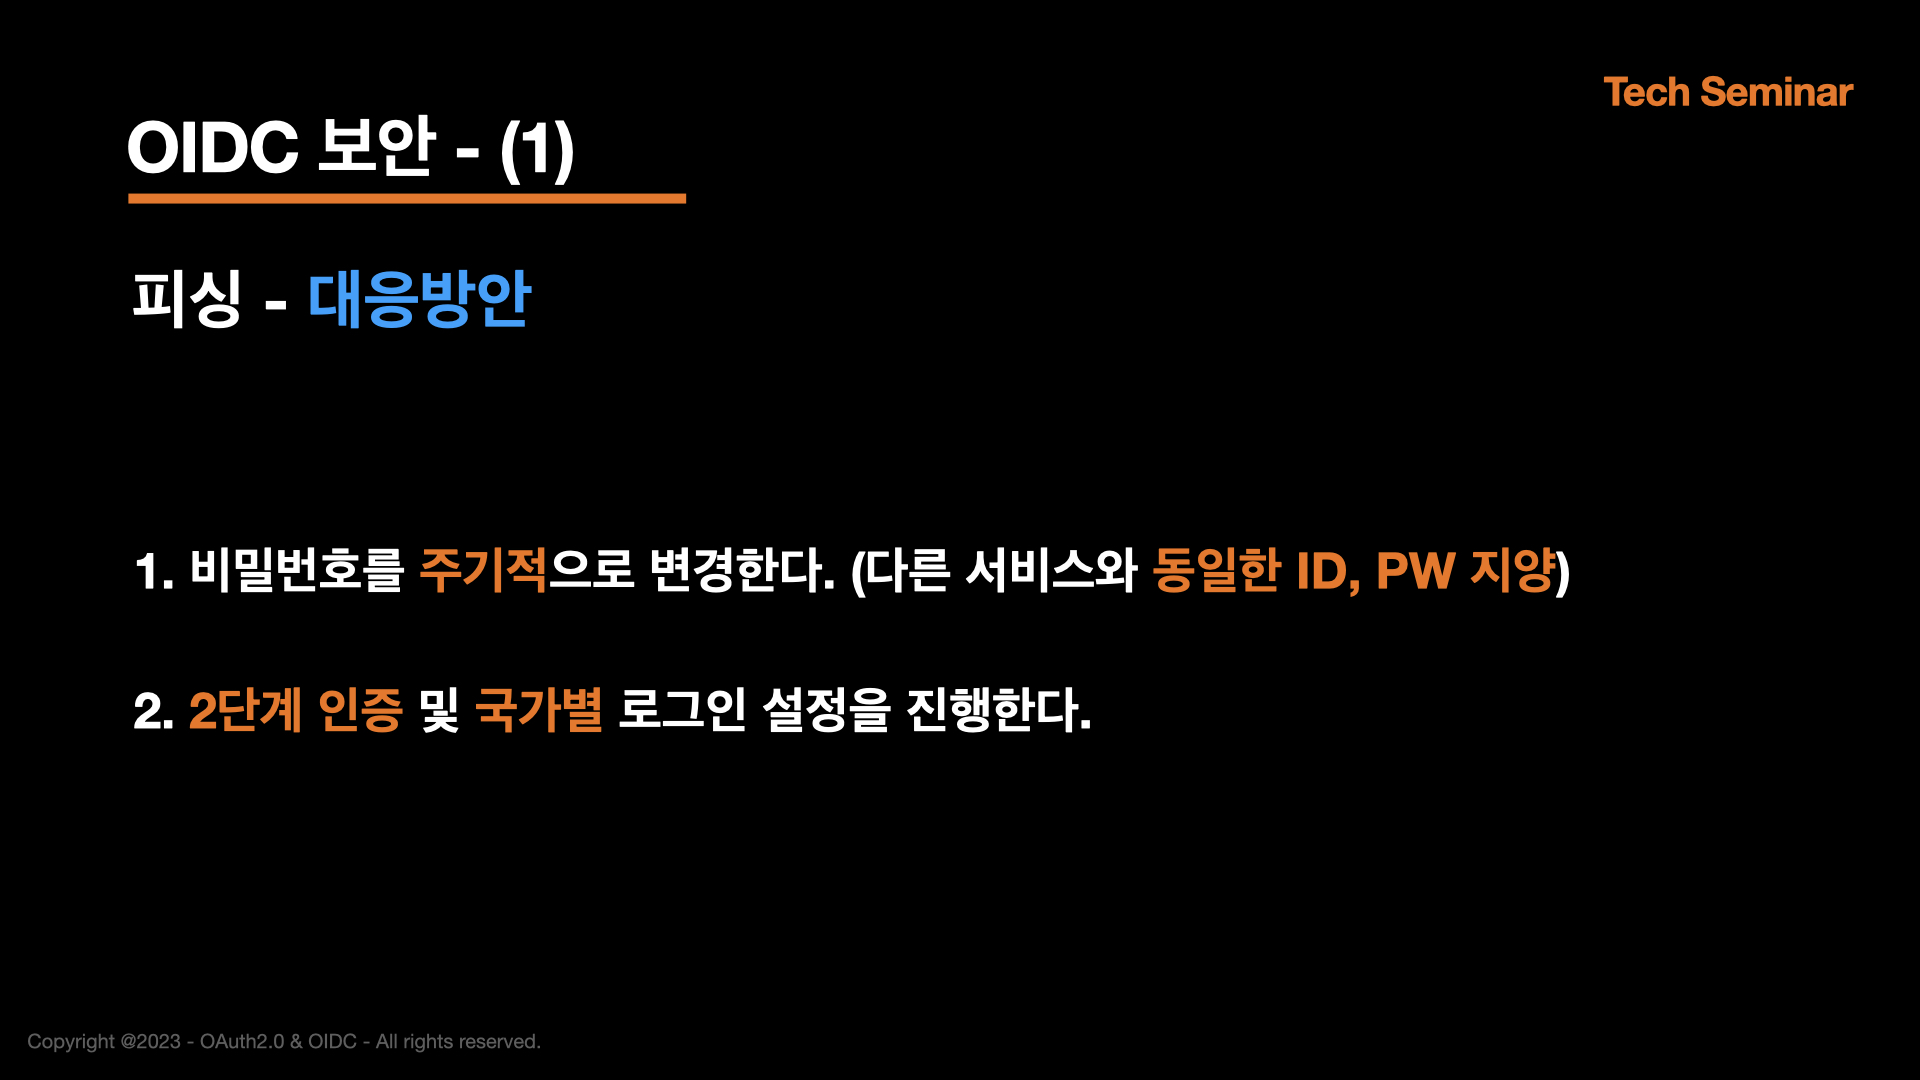 Tech Seminar
OIDC 보안 - (1)
피싱 - 대응방안
1. 비밀번호를 주기적으로 변경한다. (다른 서비스와 동일한 ID, PW 지양)
2. 2단계 인증 및 국가별 로그인 설정을 진행한다.
Copyright @2023 - OAuth2.0 & OIDC - All rights reserved.